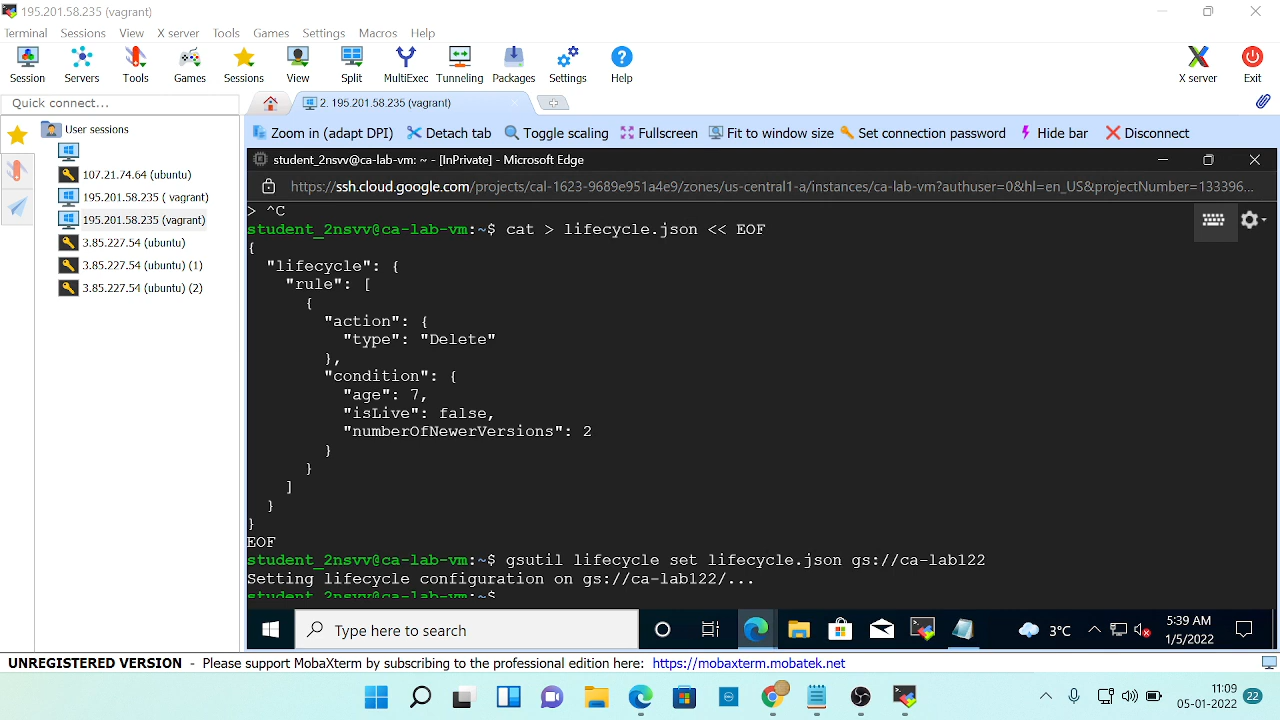 195.201.58.235 (vagrant)
Terminal Sessions View X server Tools Games Settings Macros Help
Session Servers Tools Games Sessions View Split MultiExec Tunneling Packages Settings Help X server Exit
Quick connect...
2. 195.201.58.235 (vagrant)
User sessions
107.21.74.64 (ubuntu)
195.201.58.235 ( vagrant)
195.201.58.235 (vagrant)
3.85.227.54 (ubuntu)
3.85.227.54 (ubuntu) (1)
3.85.227.54 (ubuntu) (2)
Zoom in (adapt DPI) Detach tab Toggle scaling Fullscreen Fit to window size Set connection password Hide bar Disconnect
student_2nsvv@ca-lab-vm: ~ - [InPrivate] - Microsoft Edge
https://ssh.cloud.google.com/projects/cal-1623-9689e951a4e9/zones/us-central1-a/instances/ca-lab-vm?authuser=0&hl=en_US&projectNumber=133396...
> ^C
student_2nsvv@ca-lab-vm:~$ cat > lifecycle.json << EOF
{
  "lifecycle": {
    "rule": [
      {
        "action": {
          "type": "Delete"
        },
        "condition": {
          "age": 7,
          "isLive": false,
          "numberOfNewerVersions": 2
        }
      }
    ]
  }
}
EOF
student_2nsvv@ca-lab-vm:~$ gsutil lifecycle set lifecycle.json gs://ca-lab122
Setting lifecycle configuration on gs://ca-lab122/...
student_2nsvv@ca-lab-vm:~$
Type here to search
3°C
5:39 AM
1/5/2022
UNREGISTERED VERSION - Please support MobaXterm by subscribing to the professional edition here: https://mobaxterm.mobatek.net
11:09
05-01-2022
22